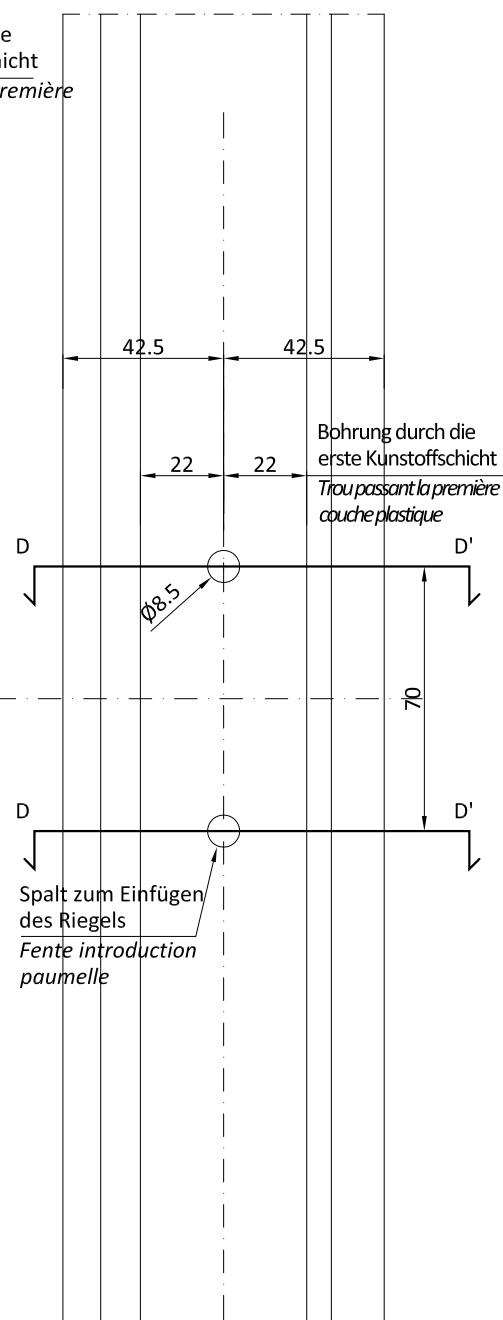 e
icht
remière
42.5
42.5
Bohrung durch die
erste Kunstoffschicht
22
22
Trou passant la première
couche plastique
D
D'
Ø8.5
70
D
D'
Spalt zum Einfügen
des Riegels
Fente introduction
paumelle